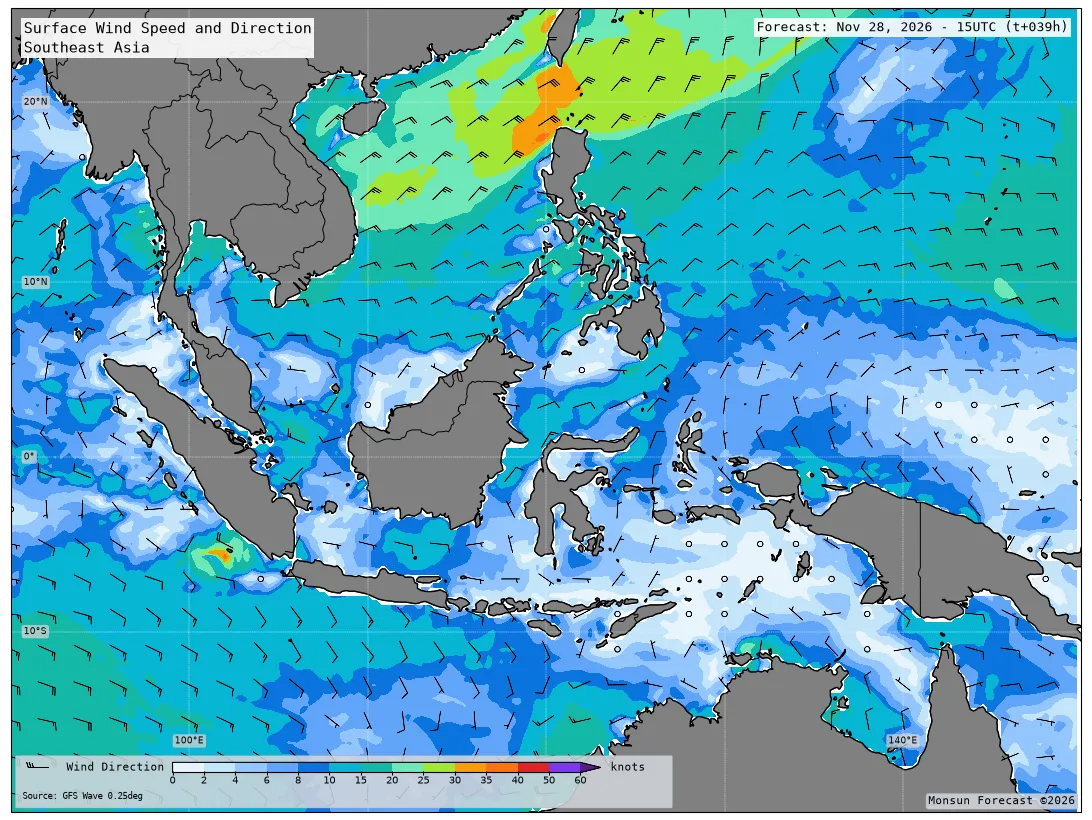 Surface Wind Speed and Direction
Southeast Asia
Forecast: Nov 28, 2026 - 15UTC (t+039h)
20°N
10°N
0°
10°S
100°E
140°E
Wind Direction
0 2 4 6 8 10 15 20 25 30 35 40 50 60
knots
Source: GFS Wave 0.25deg
Monsun Forecast ©2026